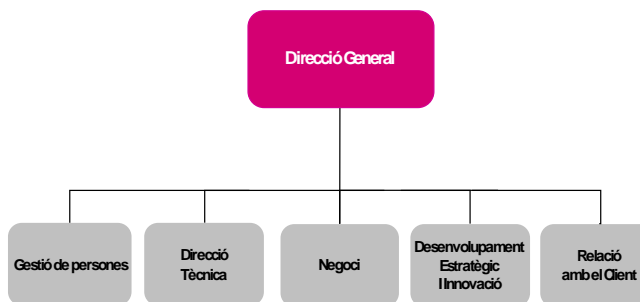 Direcció General
Gestió de persones
Direcció
Tècnica
Negoci
Desenvolupament
Estratègic
I Innovació
Relació
amb el Client